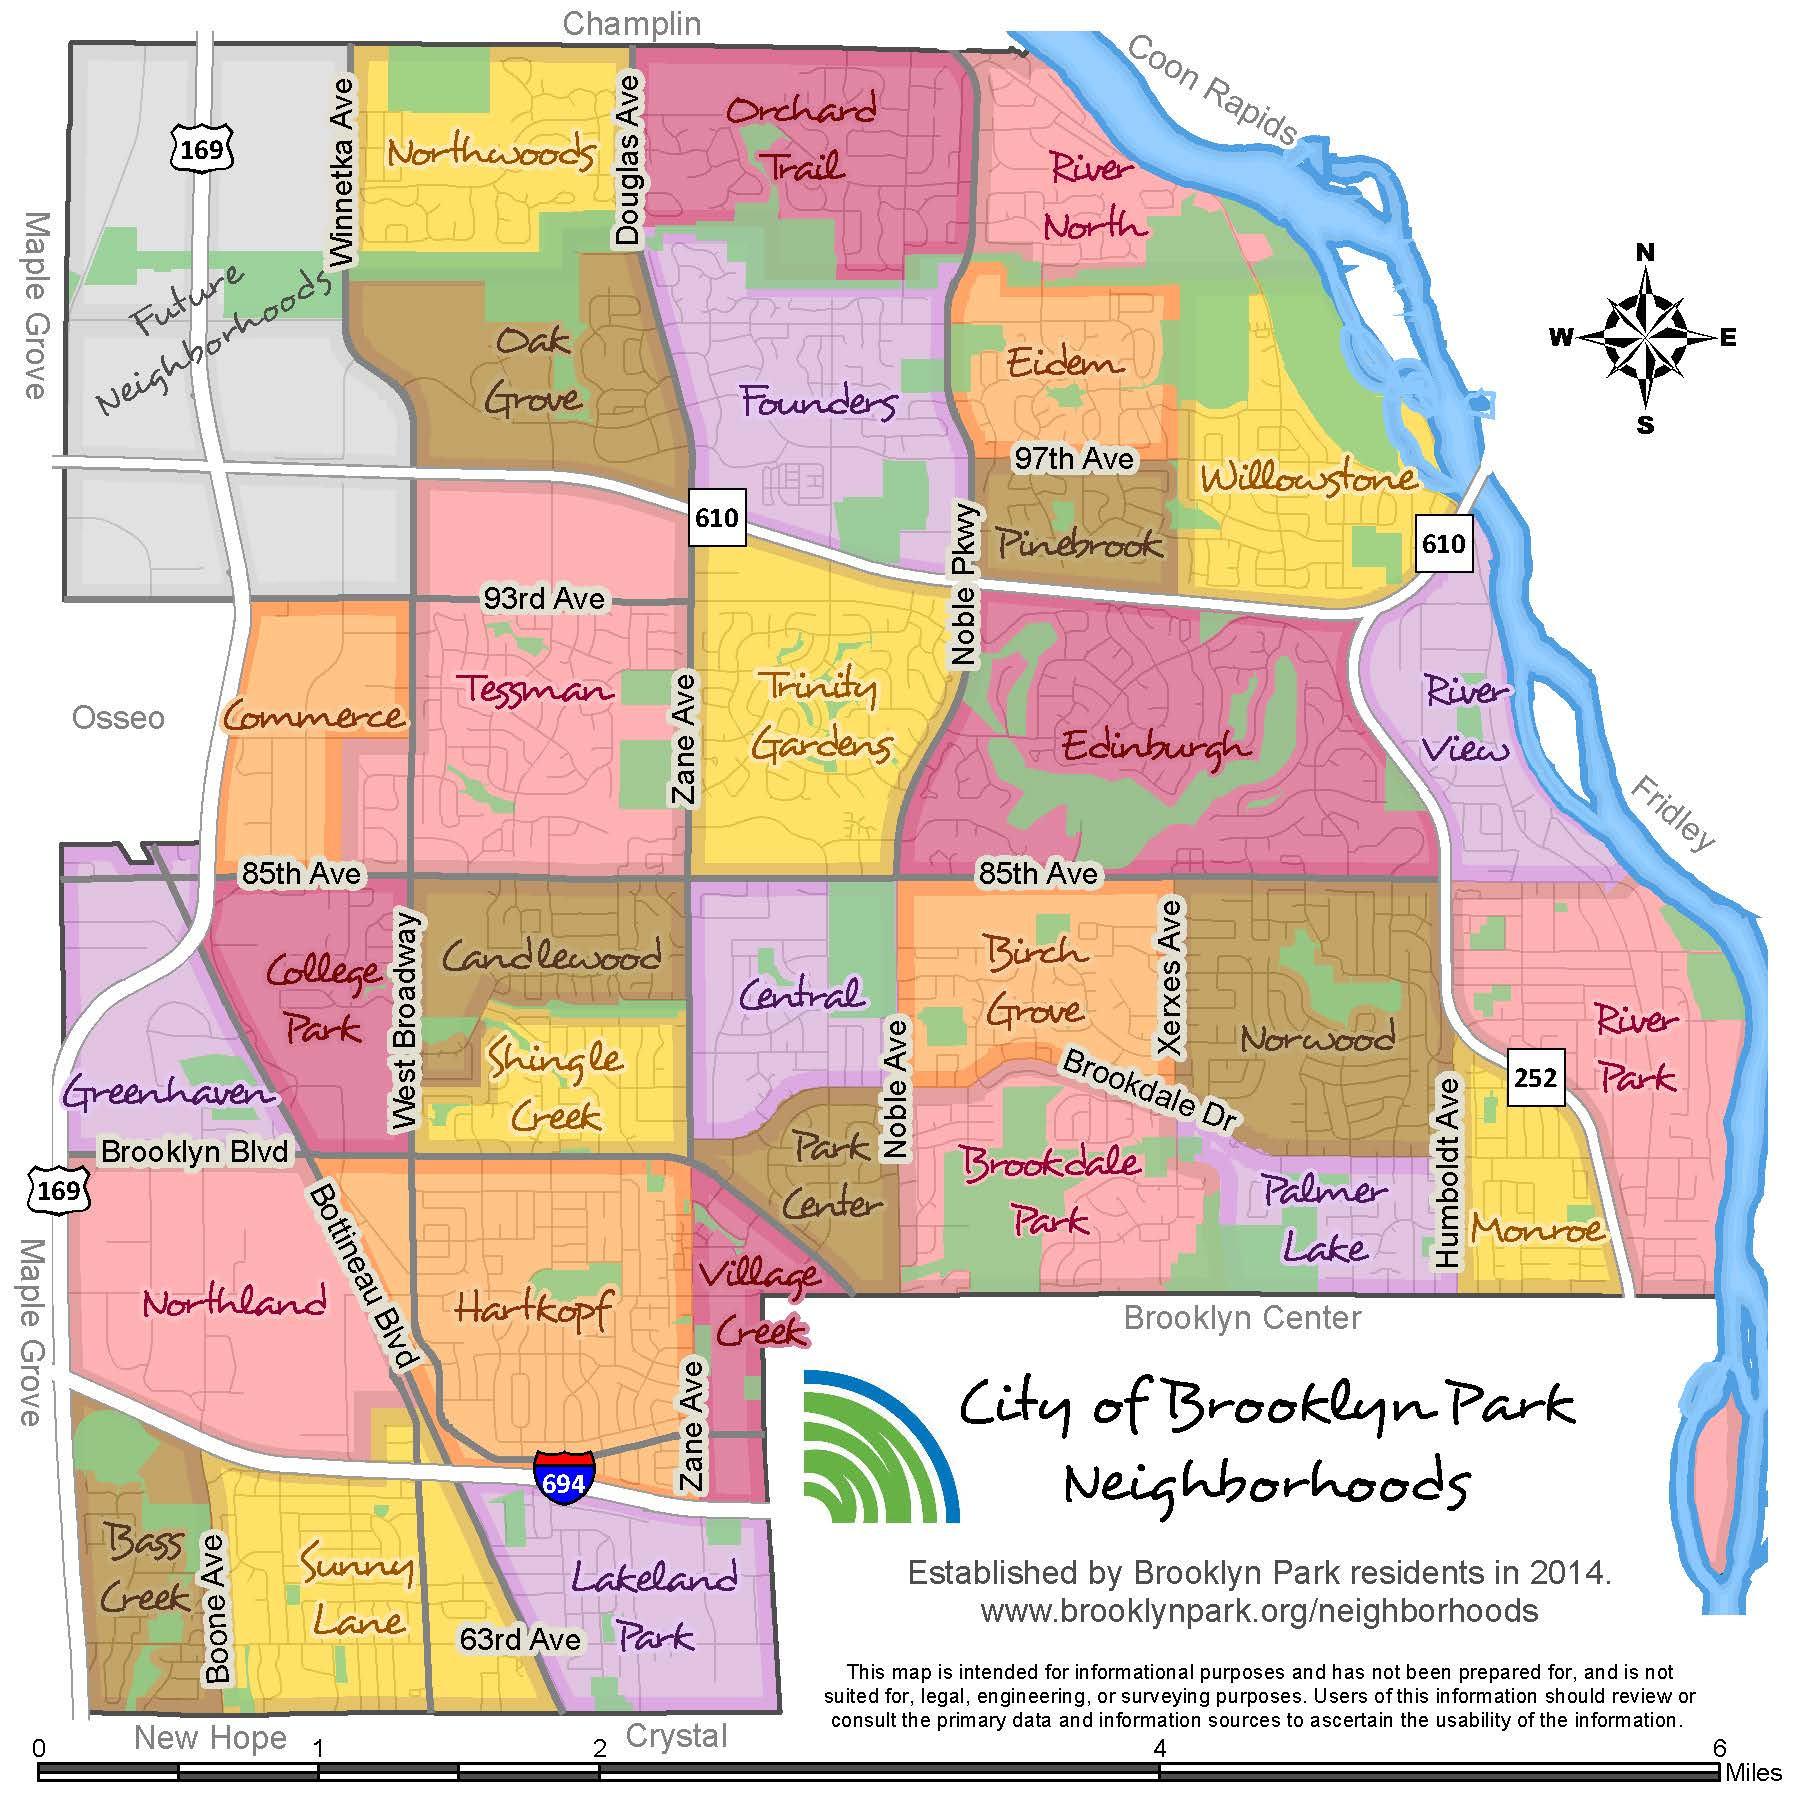 Champlin
Coon Rapids
Winnetka Ave
Douglas Ave
169
Northwoods
Orchard
Trail
River
North
Maple Grove
Future
Neighborhoods
N
W
E
S
Oak
Grove
Founders
Eidem
97th Ave
Willowstone
610
Noble Pkwy
Pinebrook
610
93rd Ave
Osseo
Commerce
Tessman
Zane Ave
Trinity
Gardens
Edinburgh
River
View
Fridley
85th Ave
85th Ave
College
Park
West Broadway
Candlewood
Central
Birch
Grove
Xerxes Ave
Norwood
River
Park
Shingle
Creek
Noble Ave
Brookdale Dr
252
Greenhaven
Brooklyn Blvd
Park
Center
Brookdale
Park
Palmer
Lake
Humboldt Ave
Monroe
169
Bottineau Blvd
Maple Grove
Northland
Hartkopf
Village
Creek
Brooklyn Center
Zane Ave
694
City of Brooklyn Park
Neighborhoods
Bass
Creek
Boone Ave
Sunny
Lane
63rd Ave
Lakeland
Park
Established by Brooklyn Park residents in 2014.
www.brooklynpark.org/neighborhoods
This map is intended for informational purposes and has not been prepared for, and is not
suited for, legal, engineering, or surveying purposes. Users of this information should review or
consult the primary data and information sources to ascertain the usability of the information.
New Hope
Crystal
0 1 2 4 6
Miles